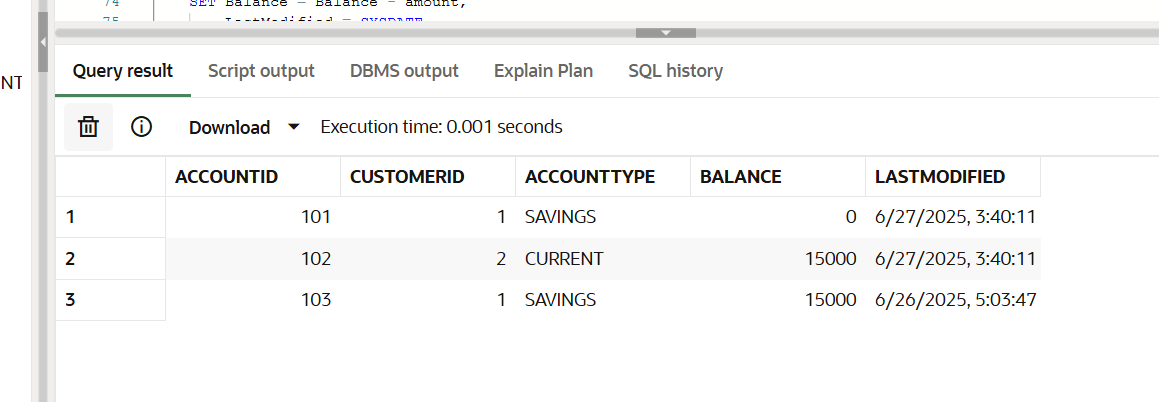 74 SET Balance = Balance - amount,
75 LastModified = SYSDATE
NT
Query result Script output DBMS output Explain Plan SQL history
Download Execution time: 0.001 seconds
ACCOUNTID CUSTOMERID ACCOUNTTYPE BALANCE LASTMODIFIED
1 101 1 SAVINGS 0 6/27/2025, 3:40:11
2 102 2 CURRENT 15000 6/27/2025, 3:40:11
3 103 1 SAVINGS 15000 6/26/2025, 5:03:47